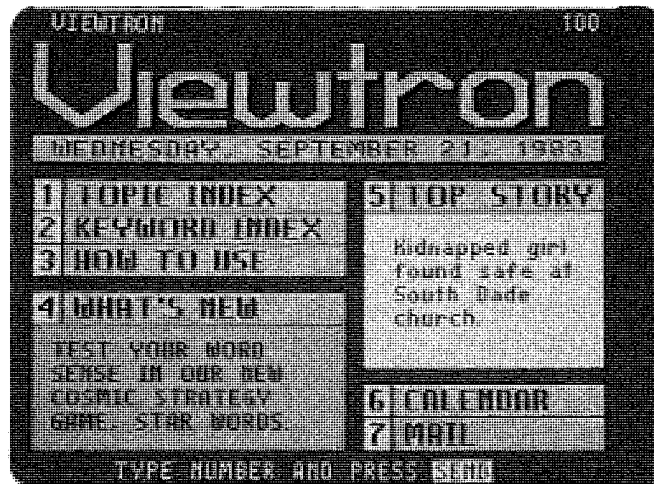 VIEWTRON 100
Viewtron
WEDNESDAY, SEPTEMBER 21, 1983
1 TOPIC INDEX
2 KEYWORD INDEX
3 HOW TO USE
4 WHAT'S NEW
TEST YOUR WORD
SENSE IN OUR NEW
COSMIC STRATEGY
GAME, STAR WORDS.
5 TOP STORY
Kidnapped girl
found safe at
South Dade
church.
6 CALENDAR
7 MAIL
TYPE NUMBER AND PRESS SEND